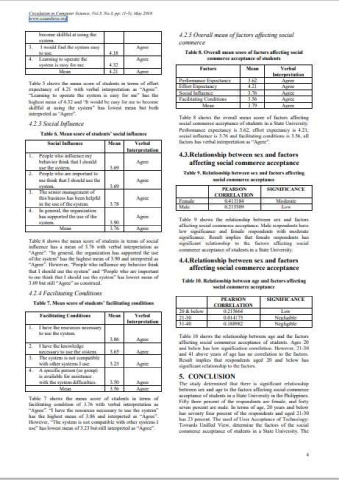 Circulation in Computer Science, Vol.3, No.5, pp: (1-5), May 2018
www.ccsarchive.org
become skillful at using the
system.
3. I would find the system easy
to use. 4.18 Agree
4. Learning to operate the
system is easy for me. 4.32 Agree
Mean 4.21 Agree
Table 5 shows the mean score of students in terms of effort
expectancy of 4.21 with verbal interpretation as “Agree”.
“Learning to operate the system is easy for me” has the
highest mean of 4.32 and “It would be easy for me to become
skillful at using the system” has lowest mean but both
interpreted as “Agree”.
4.2.3 Social Influence
Table 6. Mean score of students’ social influence
Social Influence Mean Verbal
Interpretation
1. People who influence my
behavior think that I should
use the system. 3.69 Agree
2. People who are important to
me think that I should use the
system. 3.69 Agree
3. The senior management of
this business has been helpful
in the use of the system. 3.78 Agree
4. In general, the organization
has supported the use of the
system. 3.90 Agree
Mean 3.76 Agree
Table 6 shows the mean score of students in terms of social
influence has a mean of 3.76 with verbal interpretation as
“Agree”. “In general, the organization has supported the use
of the system” has the highest mean of 3.90 and interpreted as
“Agree”. However, “People who influence my behavior think
that I should use the system” and “People who are important
to me think that I should use the system” has lowest mean of
3.69 but still “Agree” as construed.
4.2.4 Facilitating Conditions
Table 7. Mean score of students’ facilitating conditions
Facilitating Conditions Mean Verbal
Interpretation
1. I have the resources necessary
to use the system. 3.86 Agree
2. I have the knowledge
necessary to use the system. 3.65 Agree
3. The system is not compatible
with other systems I use. 3.23 Agree
4. A specific person (or group)
is available for assistance
with the system difficulties. 3.50 Agree
Mean 3.56 Agree
Table 7 shows the mean score of students in terms of
facilitating condition of 3.76 with verbal interpretation as
“Agree”. “I have the resources necessary to use the system”
has the highest mean of 3.86 and interpreted as “Agree”.
However, “The system is not compatible with other systems I
use” has lowest mean of 3.23 but still interpreted as “Agree”.
4.2.5 Overall mean of factors affecting social
commerce
Table 8. Overall mean score of factors affecting social
commerce acceptance of students
Factors Mean Verbal
Interpretation
Performance Expectancy 3.62 Agree
Effort Expectancy 4.21 Agree
Social Influence 3.76 Agree
Facilitating Conditions 3.56 Agree
Mean 3.79 Agree
Table 8 shows the overall mean score of factors affecting
social commerce acceptance of students in a State University.
Performance expectancy is 3.62, effort expectancy is 4.21,
social influence is 3.76 and facilitating conditions is 3.56, all
factors has verbal interpretation as “Agree”.
4.3.Relationship between sex and factors
affecting social commerce acceptance
Table 9. Relationship between sex and factors affecting
social commerce acceptance
PEARSON
CORRELATION SIGNIFICANCE
Female Moderate
Male Low
Table 9 shows the relationship between sex and factors
affecting social commerce acceptance. Male respondents have
low significance and female respondents with moderate
significance. Result implies that female respondents has
significant relationship to the factors affecting social
commerce acceptance of students in a State University.
4.4.Relationship between sex and factors
affecting social commerce acceptance
Table 10. Relationship between age and factors affecting
social commerce acceptance
PEARSON
CORRELATION SIGNIFICANCE
20 & below Low
21-30 Negligible
31-40 Negligible
Table 10 shows the relationship between age and the factors
affecting social commerce acceptance of students. Ages 20
and below has low signification correlation. However, 21-30
and 41 above years of age has no correlation to the factors.
Result implies that respondents aged 20 and below has
significant relationship to the factors.
5. CONCLUSION
The study determined that there is significant relationship
between sex and age to the factors affecting social commerce
acceptance of students in a State University in the Philippines.
Fifty three percent of the respondents are female, and forty
seven percent are male. In terms of age, 20 years and below
has seventy four percent of the respondents and aged 21-30
has 23 percent. The used of User Acceptance of Technology:
Towards Unified View, determine the factors of the social
commerce acceptance of students in a State University. The
4